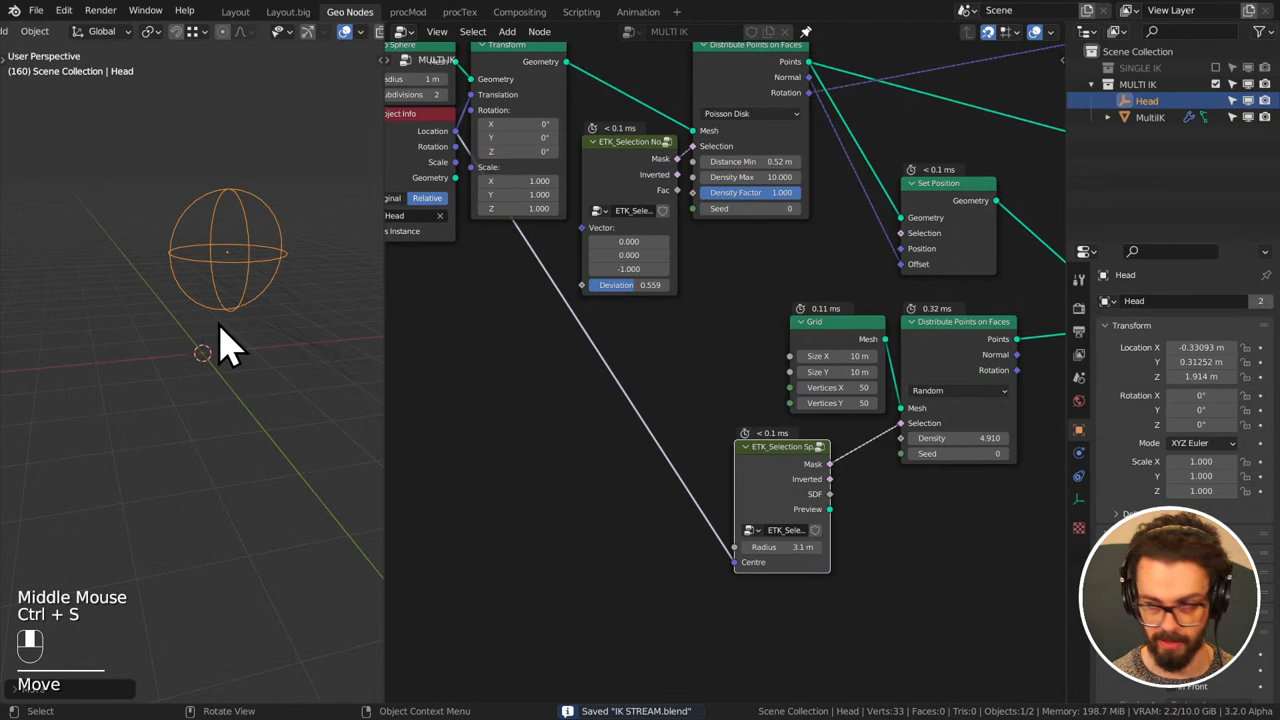 File Edit Render Window Help Layout Layout.big Geo Nodes procMod procTex Compositing Scripting Animation + Scene View Layer
Object Global View Select Add Node MULTI IK
User Perspective
(160) Scene Collection | Head
MULTI IK
Radius 1 m
Subdivisions 2
Object Info
Location
Rotation
Scale
Geometry
Relative
Head
As Instance
Transform
Geometry
Geometry
Translation
Rotation:
X 0°
Y 0°
Z 0°
Scale:
X 1.000
Y 1.000
Z 1.000
< 0.1 ms
ETK_Selection No..
Mask
Inverted
Fac
ETK_Sele...
Vector:
0.000
0.000
-1.000
Deviation 0.559
Distribute Points on Faces
Points
Normal
Rotation
Poisson Disk
Mesh
Selection
Distance Min 0.52 m
Density Max 10.000
Density Factor 1.000
Seed 0
< 0.1 ms
Set Position
Geometry
Geometry
Selection
Position
Offset
0.11 ms
Grid
Mesh
Size X 10 m
Size Y 10 m
Vertices X 50
Vertices Y 50
0.32 ms
Distribute Points on Faces
Points
Normal
Rotation
Random
Mesh
Selection
Density 4.910
Seed 0
< 0.1 ms
ETK_Selection Sp..
Mask
Inverted
SDF
Preview
ETK_Sele...
Radius 3.1 m
Centre
Scene Collection
SINGLE IK
MULTI IK
Head
MultiIK
Head
Head 2
Transform
Location X -0.33093 m
Y 0.31252 m
Z 1.914 m
Rotation X 0°
Y 0°
Z 0°
Mode XYZ Euler
Scale X 1.000
Y 1.000
Z 1.000
In Front
Middle Mouse
Ctrl + S
Move
Select Rotate View Object Context Menu Saved "IK STREAM.blend" Scene Collection | Head Verts:33 Faces:0 Tris:0 Objects:1/2 Memory: 198.7 MiB VRAM: 2.2/10.0 GiB 3.2.0 Alpha